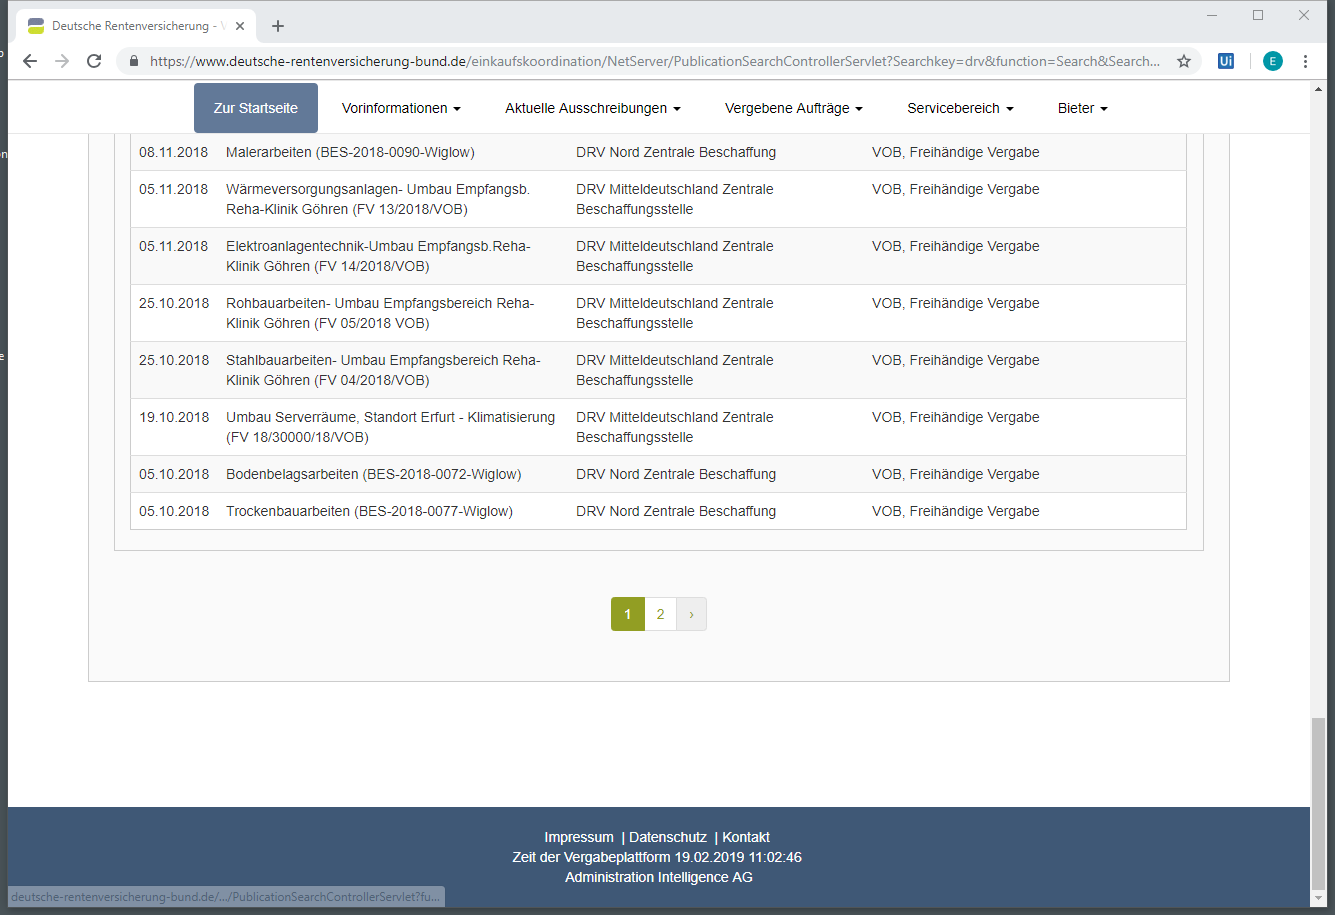 Deutsche Rentenversicherung - V
https://www.deutsche-rentenversicherung-bund.de/einkaufskoordination/NetServer/PublicationSearchControllerServlet?Searchkey=drv&function=Search&Search...
Ui
E
Zur Startseite Vorinformationen Aktuelle Ausschreibungen Vergebene Aufträge Servicebereich Bieter
08.11.2018 Malerarbeiten (BES-2018-0090-Wiglow) DRV Nord Zentrale Beschaffung VOB, Freihändige Vergabe
05.11.2018 Wärmeversorgungsanlagen- Umbau Empfangsb. DRV Mitteldeutschland Zentrale VOB, Freihändige Vergabe
Reha-Klinik Göhren (FV 13/2018/VOB) Beschaffungsstelle
05.11.2018 Elektroanlagentechnik-Umbau Empfangsb.Reha- DRV Mitteldeutschland Zentrale VOB, Freihändige Vergabe
Klinik Göhren (FV 14/2018/VOB) Beschaffungsstelle
25.10.2018 Rohbauarbeiten- Umbau Empfangsbereich Reha- DRV Mitteldeutschland Zentrale VOB, Freihändige Vergabe
Klinik Göhren (FV 05/2018 VOB) Beschaffungsstelle
25.10.2018 Stahlbauarbeiten- Umbau Empfangsbereich Reha- DRV Mitteldeutschland Zentrale VOB, Freihändige Vergabe
Klinik Göhren (FV 04/2018/VOB) Beschaffungsstelle
19.10.2018 Umbau Serverräume, Standort Erfurt - Klimatisierung DRV Mitteldeutschland Zentrale VOB, Freihändige Vergabe
(FV 18/30000/18/VOB) Beschaffungsstelle
05.10.2018 Bodenbelagsarbeiten (BES-2018-0072-Wiglow) DRV Nord Zentrale Beschaffung VOB, Freihändige Vergabe
05.10.2018 Trockenbauarbeiten (BES-2018-0077-Wiglow) DRV Nord Zentrale Beschaffung VOB, Freihändige Vergabe
1 2 ›
Impressum | Datenschutz | Kontakt
Zeit der Vergabeplattform 19.02.2019 11:02:46
Administration Intelligence AG
deutsche-rentenversicherung-bund.de/.../PublicationSearchControllerServlet?fu...